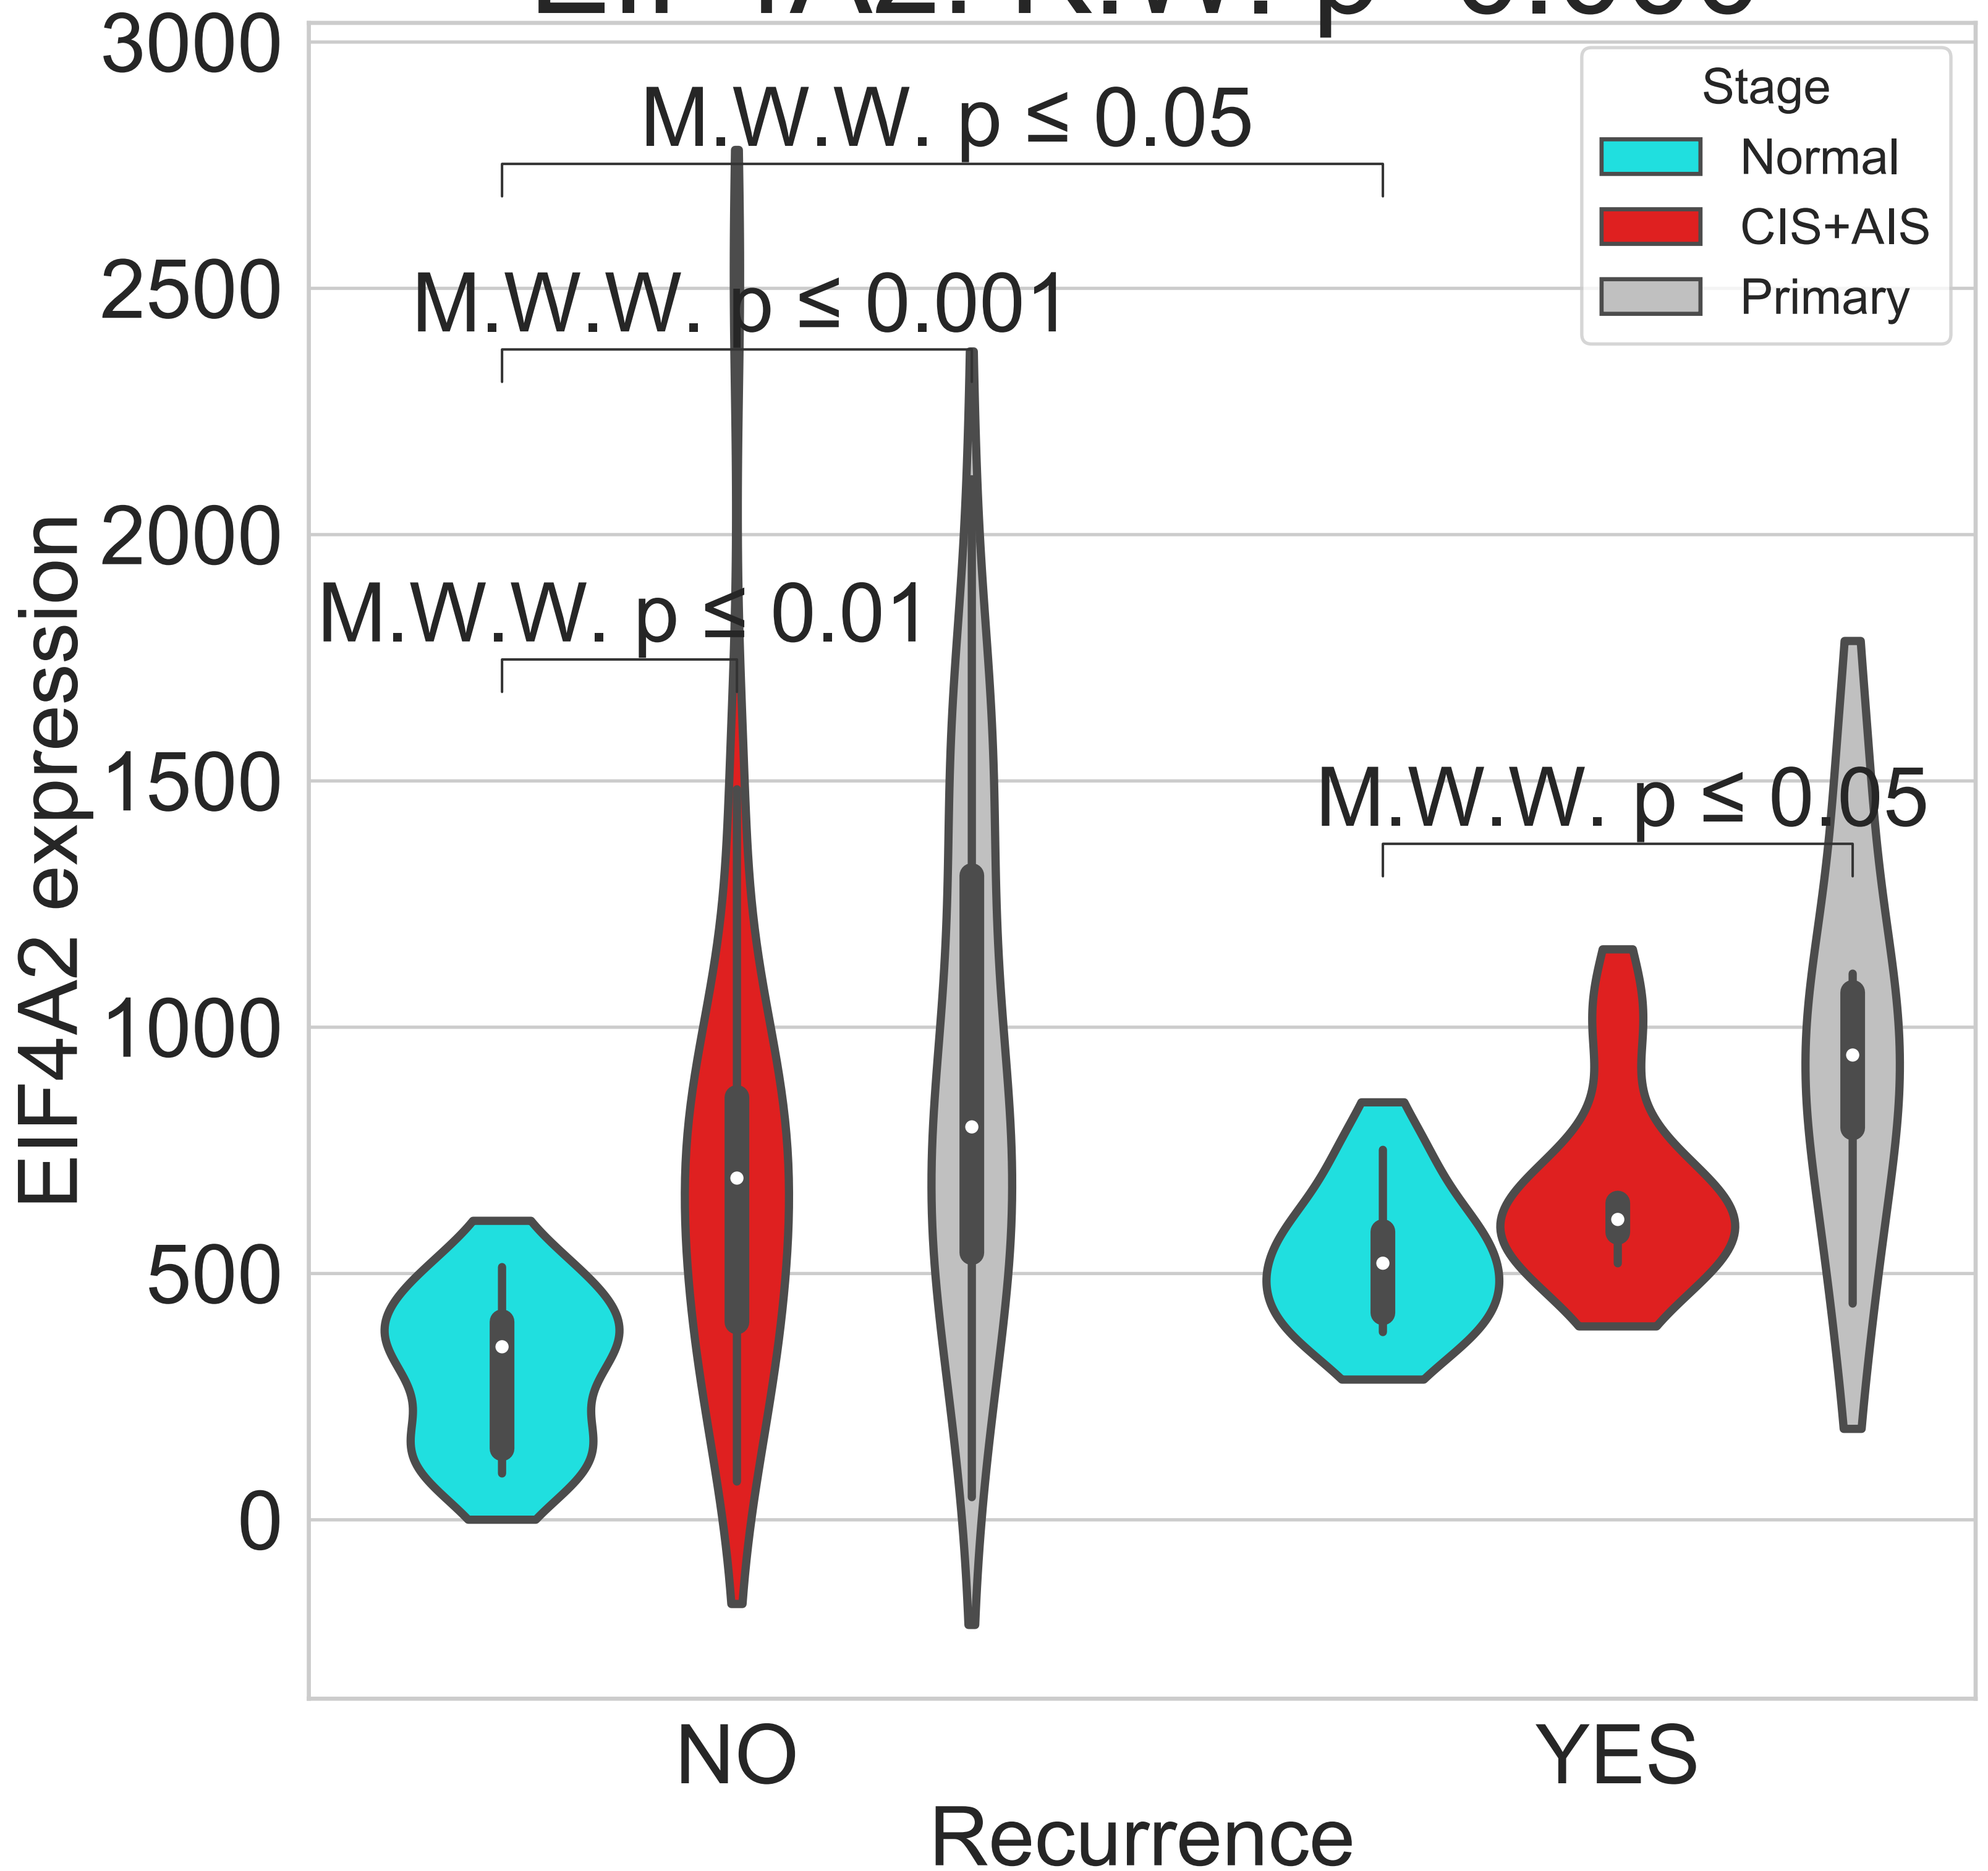 3000
2500
2000
1500
1000
500
0
EIF4A2 expression
M.W.W. p ≤ 0.05
M.W.W. p ≤ 0.001
M.W.W. p ≤ 0.01
M.W.W. p ≤ 0.05
Stage
Normal
CIS+AIS
Primary
NO
YES
Recurrence